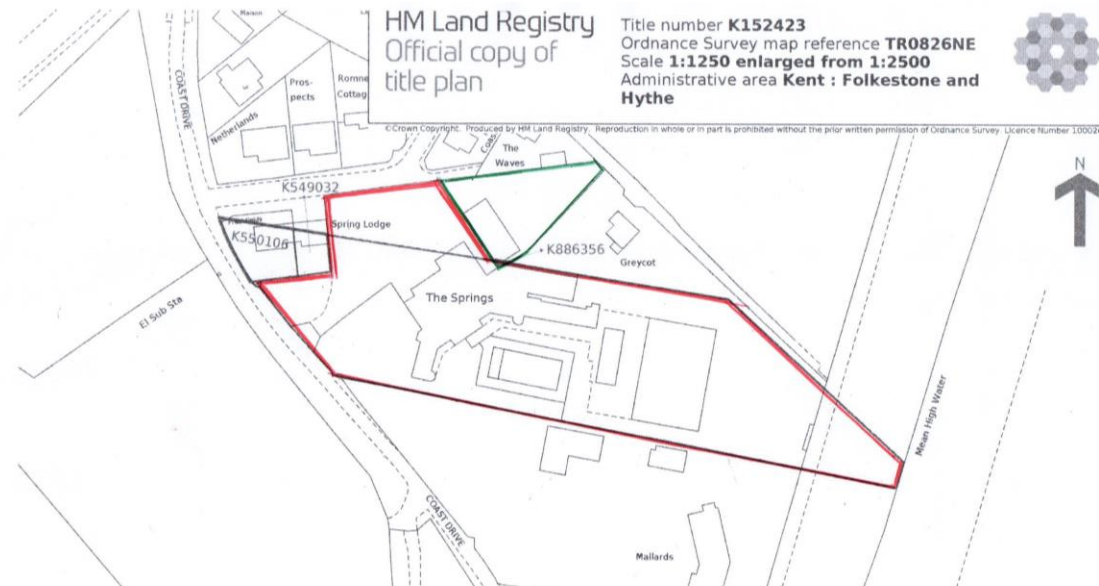 HM Land Registry
Official copy of
title plan
Title number K152423
Ordnance Survey map reference TR0826NE
Scale 1:1250 enlarged from 1:2500
Administrative area Kent : Folkestone and
Hythe
©Crown Copyright. Produced by HM Land Registry. Reproduction in whole or in part is prohibited without the prior written permission of Ordnance Survey. Licence Number
N
COAST DRIVE
Netherlands
Pros-
pects
The
Waves
K549032
K550106
Spring Lodge
K886356
Greycot
The Springs
El Sub Sta
Mean High Water
COAST DRIVE
Mallards